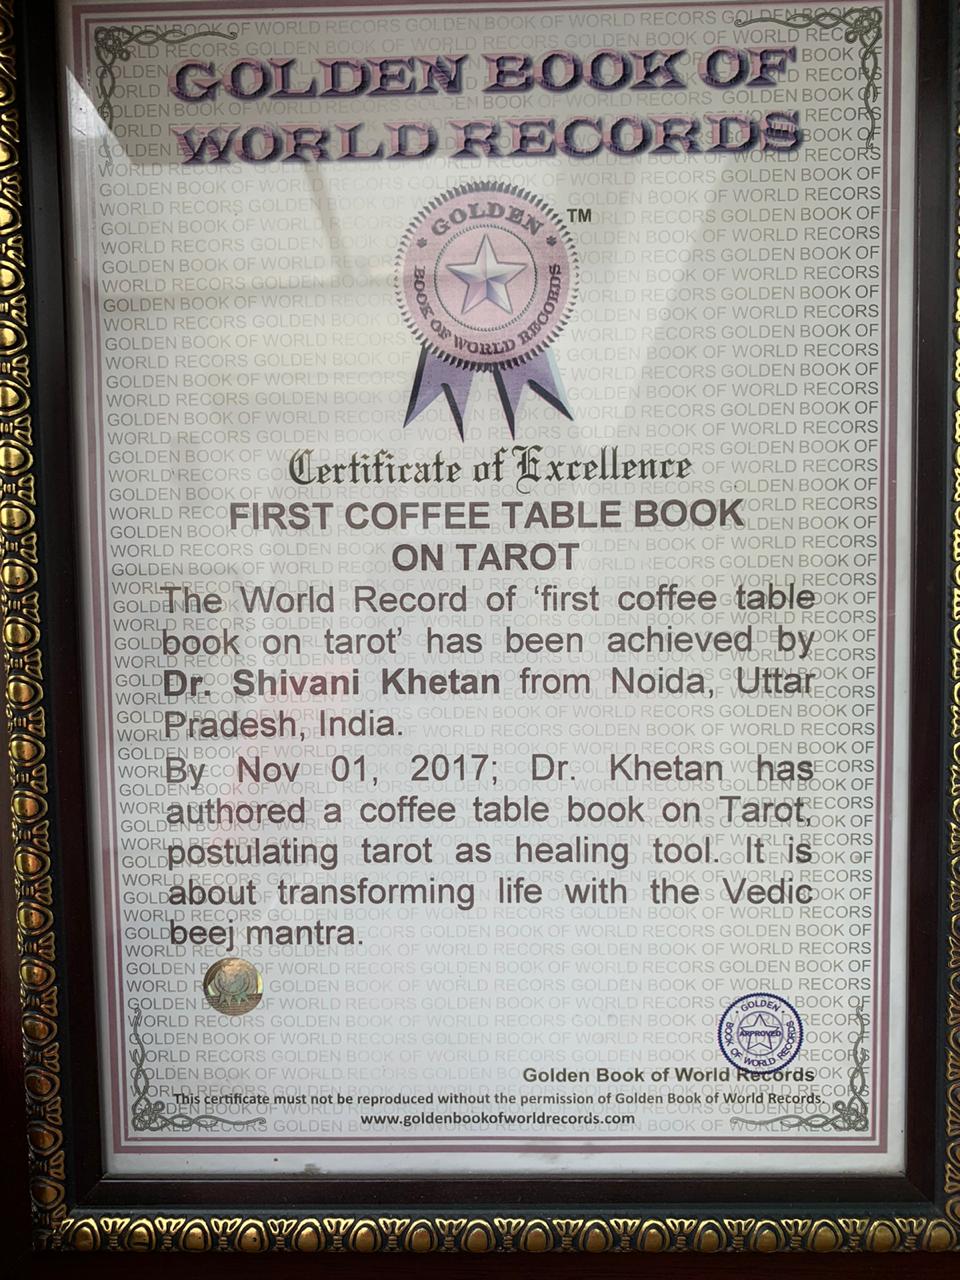 GOLDEN BOOK OF
WORLD RECORDS
GOLDEN
BOOK OF WORLD RECORDS
TM
Certificate of Excellence
FIRST COFFEE TABLE BOOK
ON TAROT
The World Record of ‘first coffee table
book on tarot’ has been achieved by
Dr. Shivani Khetan from Noida, Uttar
Pradesh, India.
By Nov 01, 2017; Dr. Khetan has
authored a coffee table book on Tarot,
postulating tarot as healing tool. It is
about transforming life with the Vedic
beej mantra.
GOLDEN
APPROVED
BOOK OF WORLD RECORDS
Golden Book of World Records
This certificate must not be reproduced without the permission of Golden Book of World Records.
www.goldenbookofworldrecords.com